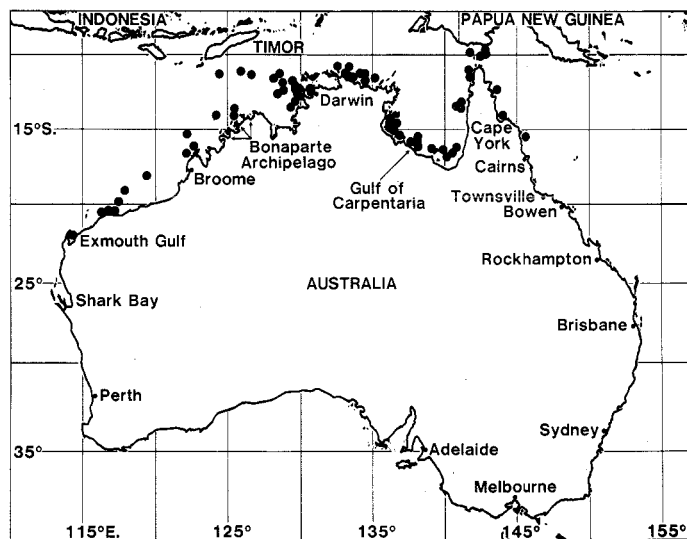 INDONESIA
PAPUA NEW GUINEA
TIMOR
Darwin
15°S.
Cape
York
Bonaparte
Archipelago
Cairns
Broome
Gulf of
Carpentaria
Townsville
Bowen
Exmouth Gulf
Rockhampton
25°
AUSTRALIA
Shark Bay
Brisbane
Perth
Sydney
35°
Adelaide
Melbourne
115°E.
125°
135°
145°
155°